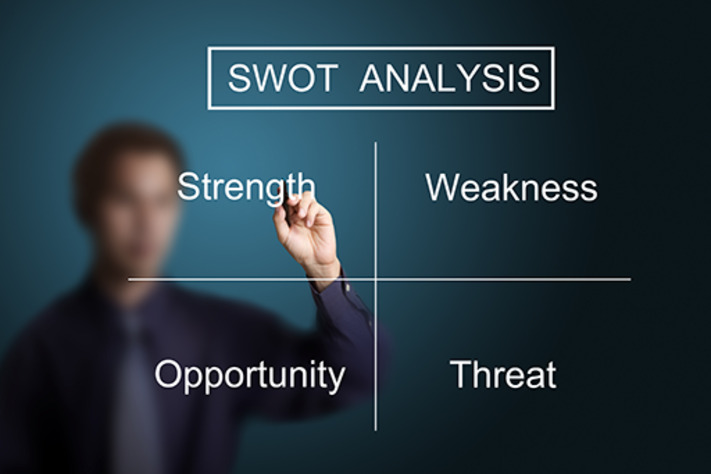 SWOT ANALYSIS
Strength
Weakness
Opportunity
Threat